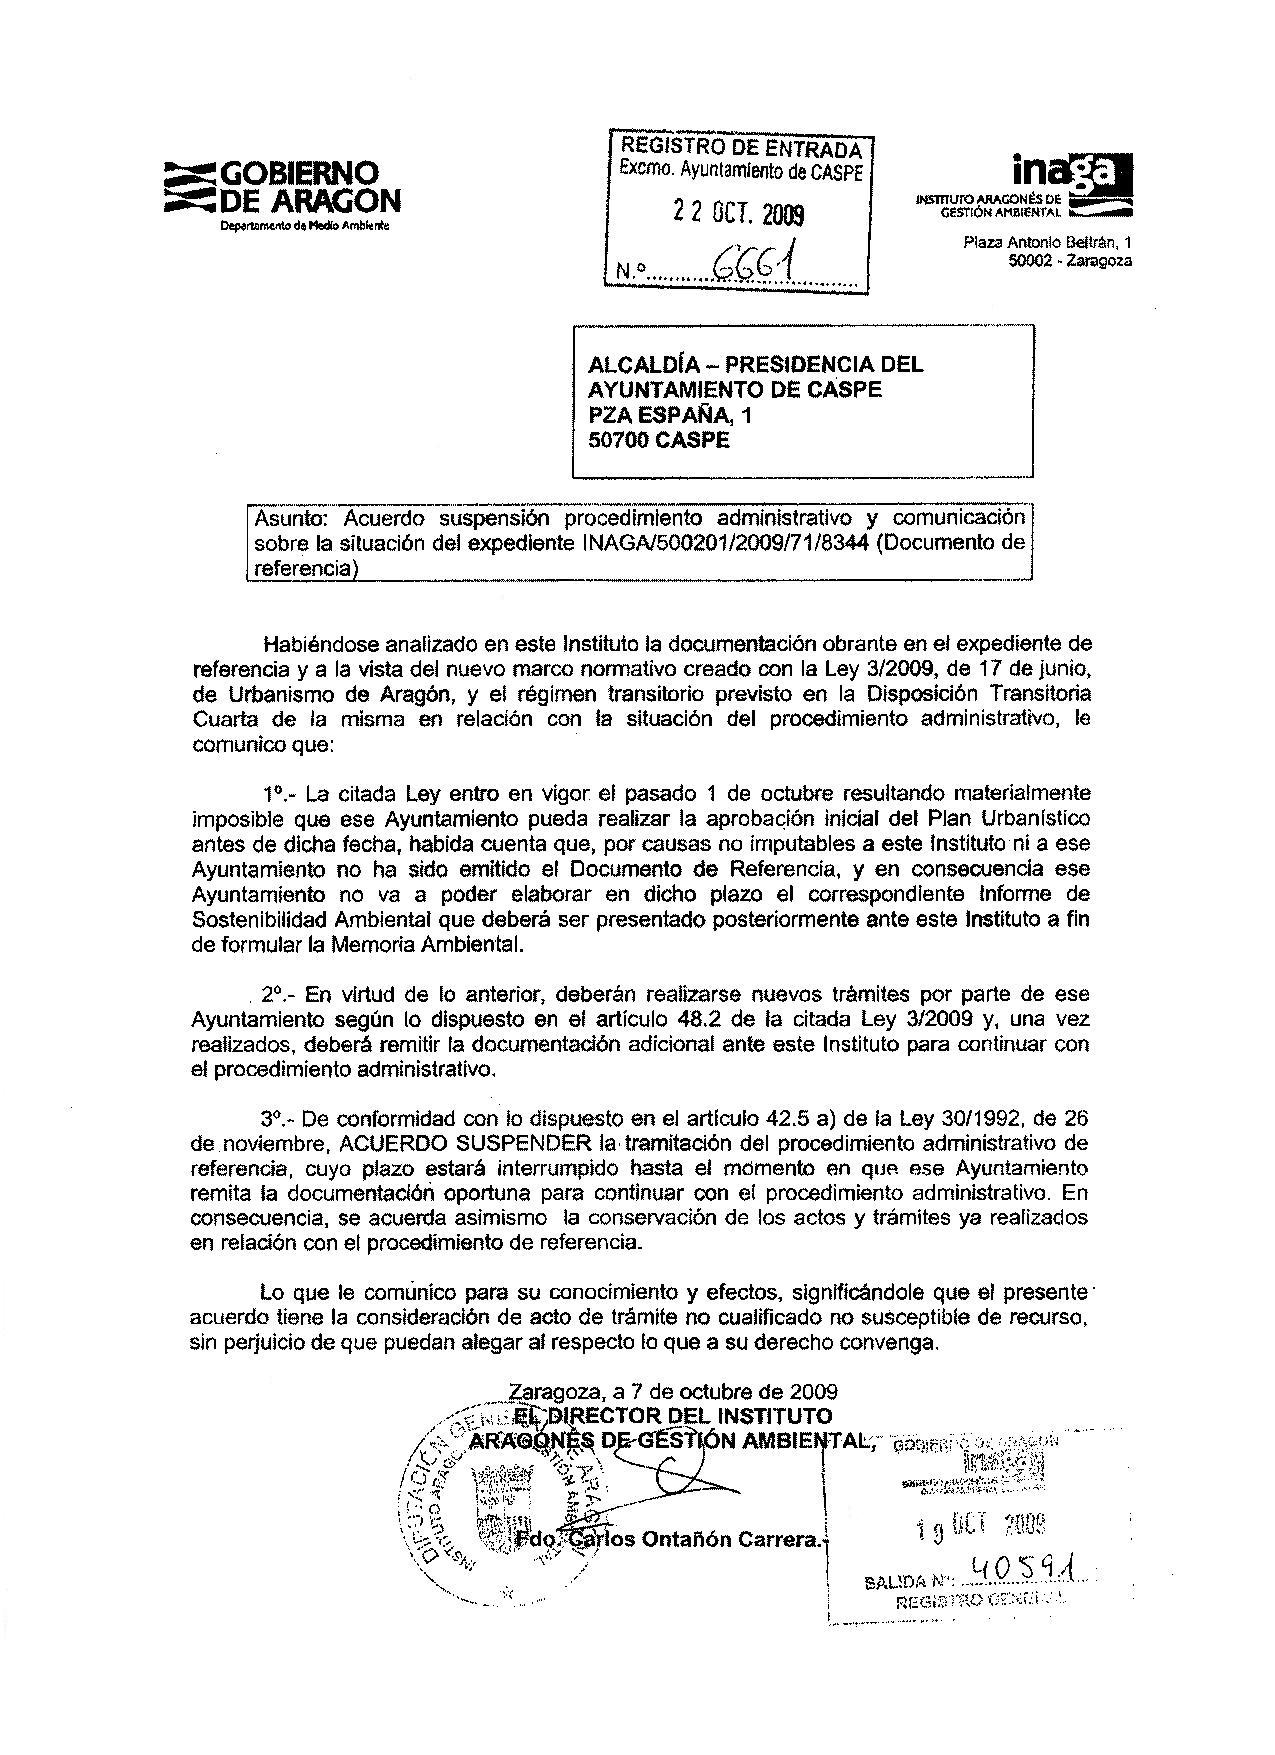 GOBIERNO
DE ARAGON
Departamento de Medio Ambiente
REGISTRO DE ENTRADA
Excmo. Ayuntamiento de CASPE
22 OCT. 2009
N.º 6661
inaga
INSTITUTO ARAGONÉS DE
GESTIÓN AMBIENTAL
Plaza Antonio Beltrán, 1
50002 - Zaragoza
ALCALDÍA – PRESIDENCIA DEL
AYUNTAMIENTO DE CASPE
PZA ESPAÑA, 1
50700 CASPE
Asunto: Acuerdo suspensión procedimiento administrativo y comunicación
sobre la situación del expediente INAGA/500201/2009/71/8344 (Documento de
referencia)
Habiéndose analizado en este Instituto la documentación obrante en el expediente de
referencia y a la vista del nuevo marco normativo creado con la Ley 3/2009, de 17 de junio,
de Urbanismo de Aragón, y el régimen transitorio previsto en la Disposición Transitoria
Cuarta de la misma en relación con la situación del procedimiento administrativo, le
comunico que:
1º.- La citada Ley entro en vigor el pasado 1 de octubre resultando materialmente
imposible que ese Ayuntamiento pueda realizar la aprobación inicial del Plan Urbanístico
antes de dicha fecha, habida cuenta que, por causas no imputables a este Instituto ni a ese
Ayuntamiento no ha sido emitido el Documento de Referencia, y en consecuencia ese
Ayuntamiento no va a poder elaborar en dicho plazo el correspondiente Informe de
Sostenibilidad Ambiental que deberá ser presentado posteriormente ante este Instituto a fin
de formular la Memoria Ambiental.
2º.- En virtud de lo anterior, deberán realizarse nuevos trámites por parte de ese
Ayuntamiento según lo dispuesto en el artículo 48.2 de la citada Ley 3/2009 y, una vez
realizados, deberá remitir la documentación adicional ante este Instituto para continuar con
el procedimiento administrativo.
3º.- De conformidad con lo dispuesto en el artículo 42.5 a) de la Ley 30/1992, de 26
de noviembre, ACUERDO SUSPENDER la tramitación del procedimiento administrativo de
referencia, cuyo plazo estará interrumpido hasta el momento en que ese Ayuntamiento
remita la documentación oportuna para continuar con el procedimiento administrativo. En
consecuencia, se acuerda asimismo la conservación de los actos y trámites ya realizados
en relación con el procedimiento de referencia.
Lo que le comunico para su conocimiento y efectos, significándole que el presente
acuerdo tiene la consideración de acto de trámite no cualificado no susceptible de recurso,
sin perjuicio de que puedan alegar al respecto lo que a su derecho convenga.
Zaragoza, a 7 de octubre de 2009
EL DIRECTOR DEL INSTITUTO
ARAGONÉS DE GESTIÓN AMBIENTAL,
Fdo. Carlos Ontañón Carrera.
GOBIERNO DE ARAGON
inaga
19 OCT 2009
SALIDA Nº: 40591
REGISTRO GENERAL